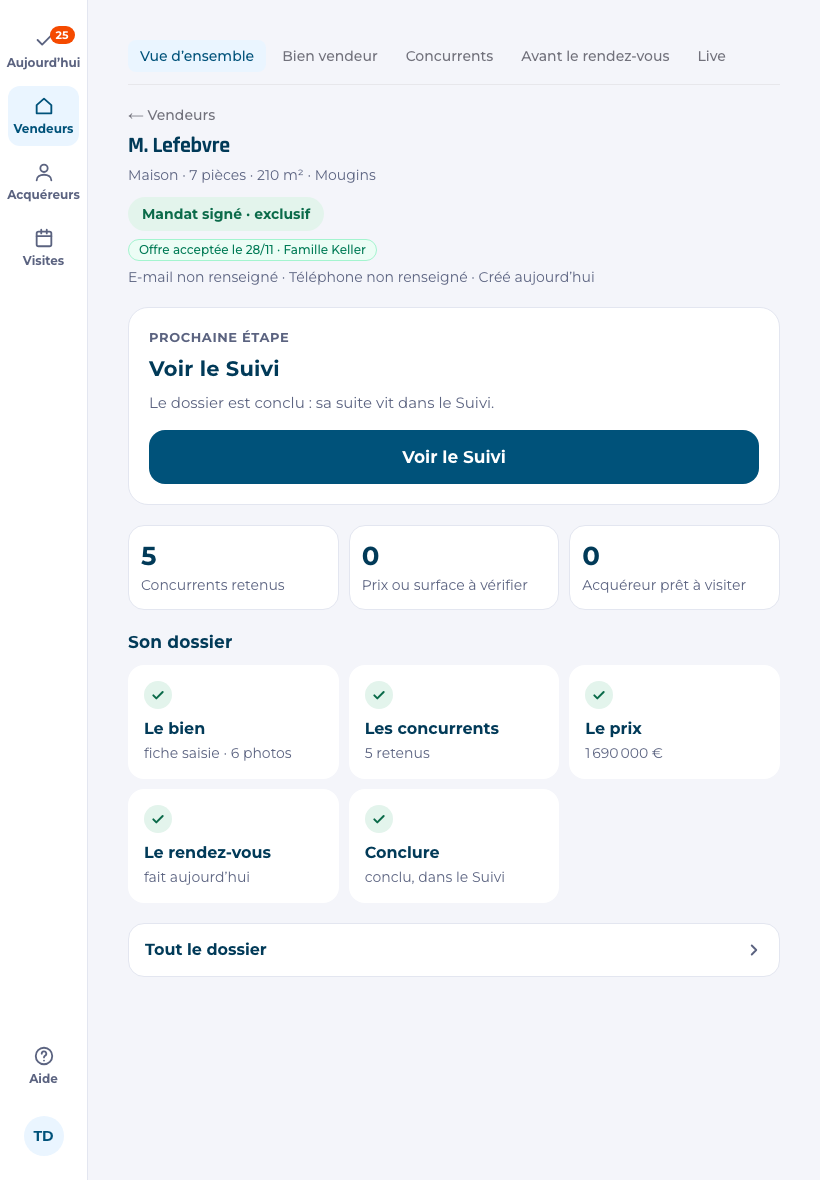 25
Aujourd’hui
Vendeurs
Acquéreurs
Visites
Aide
TD
Vue d’ensemble
Bien vendeur
Concurrents
Avant le rendez-vous
Live
← Vendeurs
M. Lefebvre
Maison · 7 pièces · 210 m² · Mougins
Mandat signé · exclusif
Offre acceptée le 28/11 · Famille Keller
E-mail non renseigné · Téléphone non renseigné · Créé aujourd’hui
PROCHAINE ÉTAPE
Voir le Suivi
Le dossier est conclu : sa suite vit dans le Suivi.
Voir le Suivi
5
Concurrents retenus
0
Prix ou surface à vérifier
0
Acquéreur prêt à visiter
Son dossier
Le bien
fiche saisie · 6 photos
Les concurrents
5 retenus
Le prix
1 690 000 €
Le rendez-vous
fait aujourd’hui
Conclure
conclu, dans le Suivi
Tout le dossier